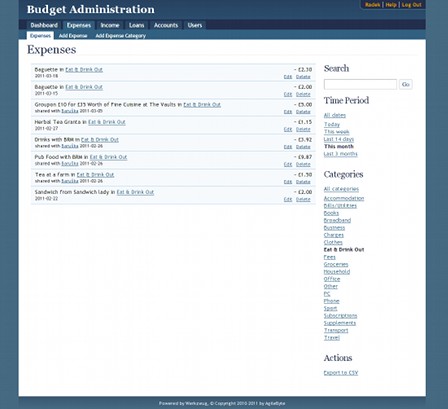 Budget Administration
Radek | Help | Log Out
Dashboard Expenses Income Loans Accounts Users
Expenses Add Expense Add Expense Category
Expenses
Baguette in Eat & Drink Out - £2.30
2011-03-18 Edit Delete
Baguette in Eat & Drink Out - £2.00
2011-03-15 Edit Delete
Groupon £10 for £35 Worth of Fine Cuisine at The Vaults in Eat & Drink Out - £5.00
shared with 2011-03-05 Edit Delete
Herbal Tea Granta in Eat & Drink Out - £1.15
2011-02-27 Edit Delete
Drinks with BRM in Eat & Drink Out - £3.92
shared with 2011-02-26 Edit Delete
Pub Food with BRM in Eat & Drink Out - £9.87
shared with 2011-02-26 Edit Delete
Tea at a farm in Eat & Drink Out - £1.50
shared with 2011-02-26 Edit Delete
Sandwich from Sandwich lady in Eat & Drink Out - £2.00
2011-02-22 Edit Delete
Search
Go
Time Period
All dates
Today
This week
Last 14 days
This month
Last 3 months
Categories
All categories
Accommodation
Bills/Utilities
Books
Broadband
Business
Charges
Clothes
Eat & Drink Out
Fees
Groceries
Household
Office
Other
PC
Phone
Sport
Subscriptions
Supplements
Transport
Travel
Actions
Export to CSV
Powered by © Copyright 2010-2011 by